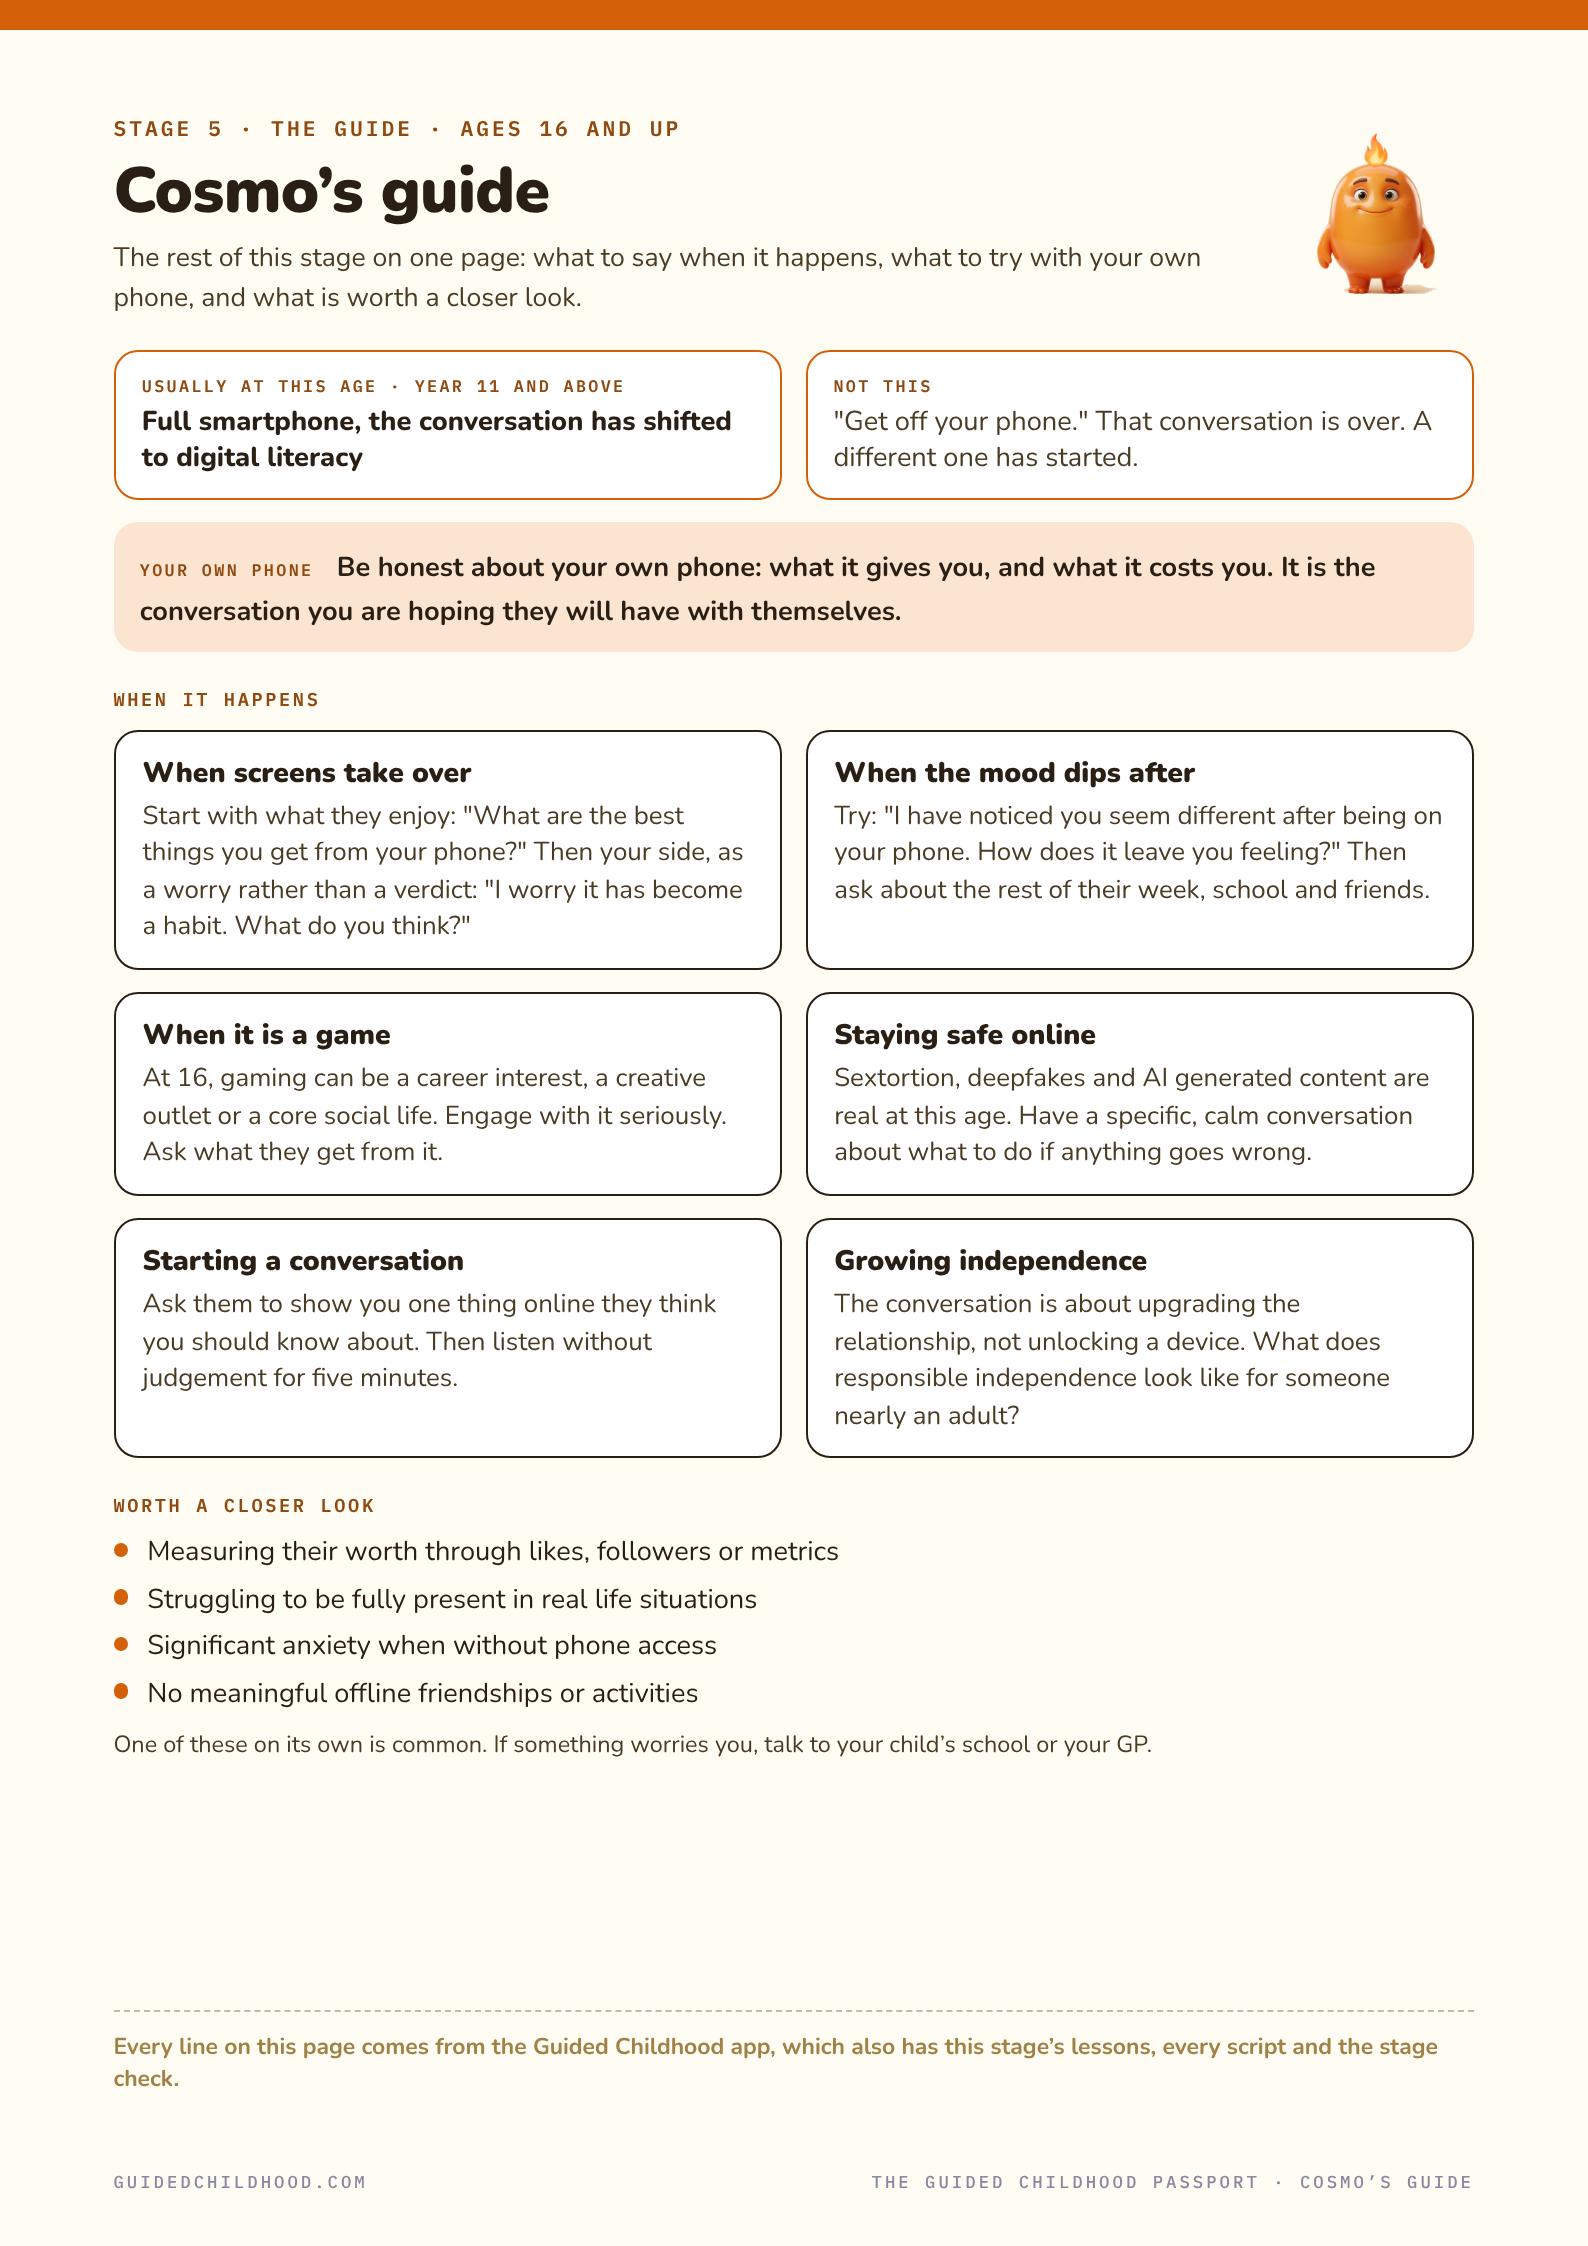 STAGE 5 · THE GUIDE · AGES 16 AND UP
Cosmo’s guide
The rest of this stage on one page: what to say when it happens, what to try with your own
phone, and what is worth a closer look.
USUALLY AT THIS AGE · YEAR 11 AND ABOVE
Full smartphone, the conversation has shifted
to digital literacy
NOT THIS
"Get off your phone." That conversation is over. A
different one has started.
YOUR OWN PHONE Be honest about your own phone: what it gives you, and what it costs you. It is the
conversation you are hoping they will have with themselves.
WHEN IT HAPPENS
When screens take over
Start with what they enjoy: "What are the best
things you get from your phone?" Then your side, as
a worry rather than a verdict: "I worry it has become
a habit. What do you think?"
When the mood dips after
Try: "I have noticed you seem different after being on
your phone. How does it leave you feeling?" Then
ask about the rest of their week, school and friends.
When it is a game
At 16, gaming can be a career interest, a creative
outlet or a core social life. Engage with it seriously.
Ask what they get from it.
Staying safe online
Sextortion, deepfakes and AI generated content are
real at this age. Have a specific, calm conversation
about what to do if anything goes wrong.
Starting a conversation
Ask them to show you one thing online they think
you should know about. Then listen without
judgement for five minutes.
Growing independence
The conversation is about upgrading the
relationship, not unlocking a device. What does
responsible independence look like for someone
nearly an adult?
WORTH A CLOSER LOOK
Measuring their worth through likes, followers or metrics
Struggling to be fully present in real life situations
Significant anxiety when without phone access
No meaningful offline friendships or activities
One of these on its own is common. If something worries you, talk to your child’s school or your GP.
Every line on this page comes from the Guided Childhood app, which also has this stage’s lessons, every script and the stage
check.
GUIDEDCHILDHOOD.COM
THE GUIDED CHILDHOOD PASSPORT · COSMO’S GUIDE